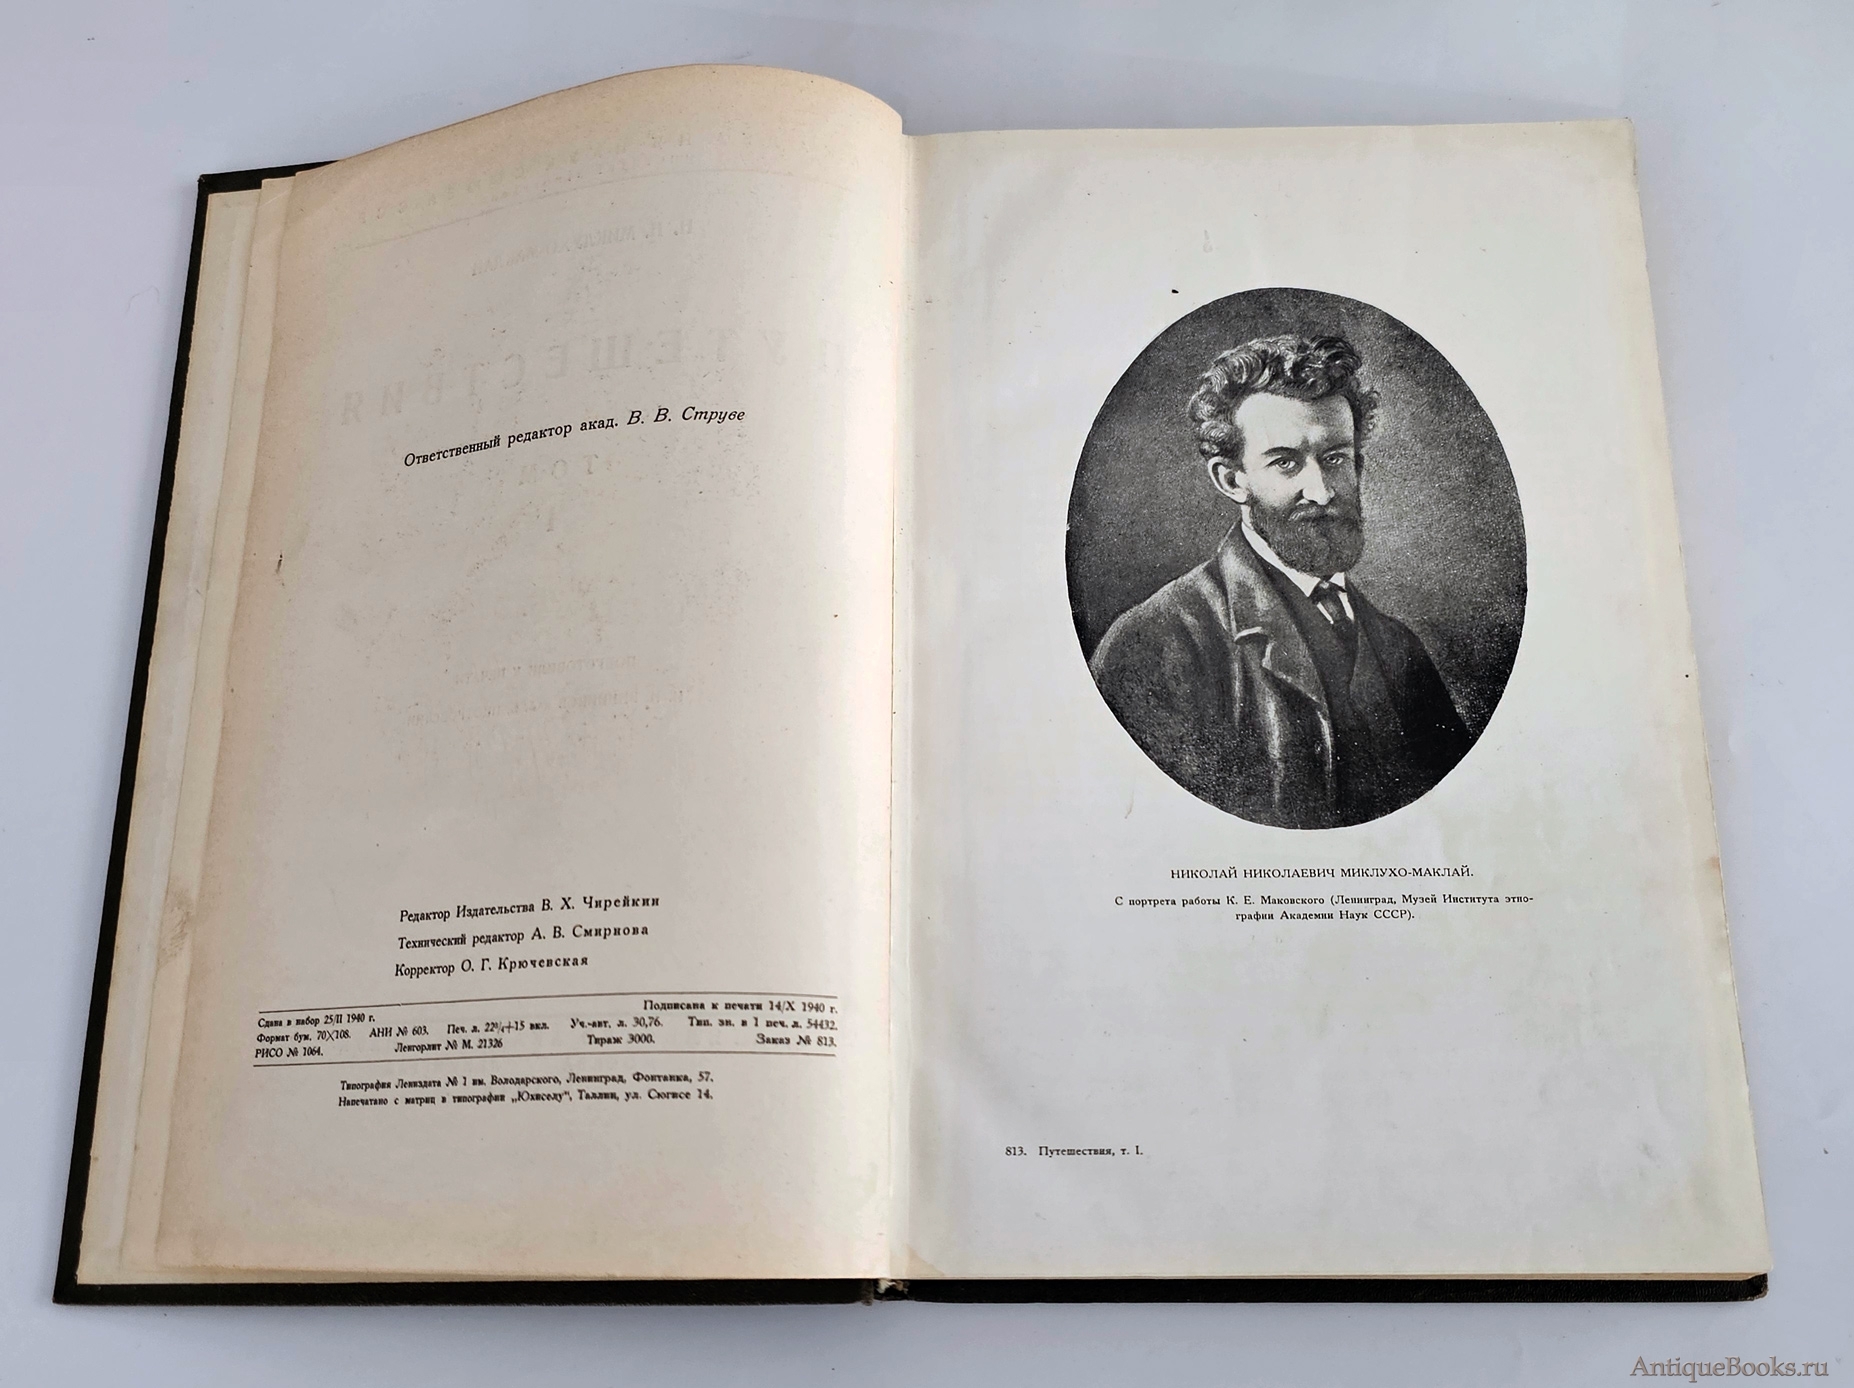 Ответственный редактор акад. В. В. Струве
Редактор Издательства В. Х. Чирейкин
Технический редактор А. В. Смирнова
Корректор О. Г. Крючевская
Сдана в набор 25/II 1940 г. Подписана к печати 14/X 1940 г.
Формат бум. 70×108. АНИ № 603. Печ. л. 22³/₄+15 вкл. Уч.-авт. л. 30,76. Тип. зн. в 1 печ. л. 54432.
РИСО № 1064. Ленгорлит № М. 21326 Тираж 3000. Заказ № 813.
Типография Лениздата № 1 им. Володарского, Ленинград, Фонтанка, 57.
Напечатано с матриц в типографии „Юхиселу“, Таллин, ул. Сюгисе 14.
НИКОЛАЙ НИКОЛАЕВИЧ МИКЛУХО-МАКЛАЙ.
С портрета работы К. Е. Маковского (Ленинград, Музей Института этно-
графии Академии Наук СССР).
813. Путешествия, т. I.
AntiqueBooks.ru